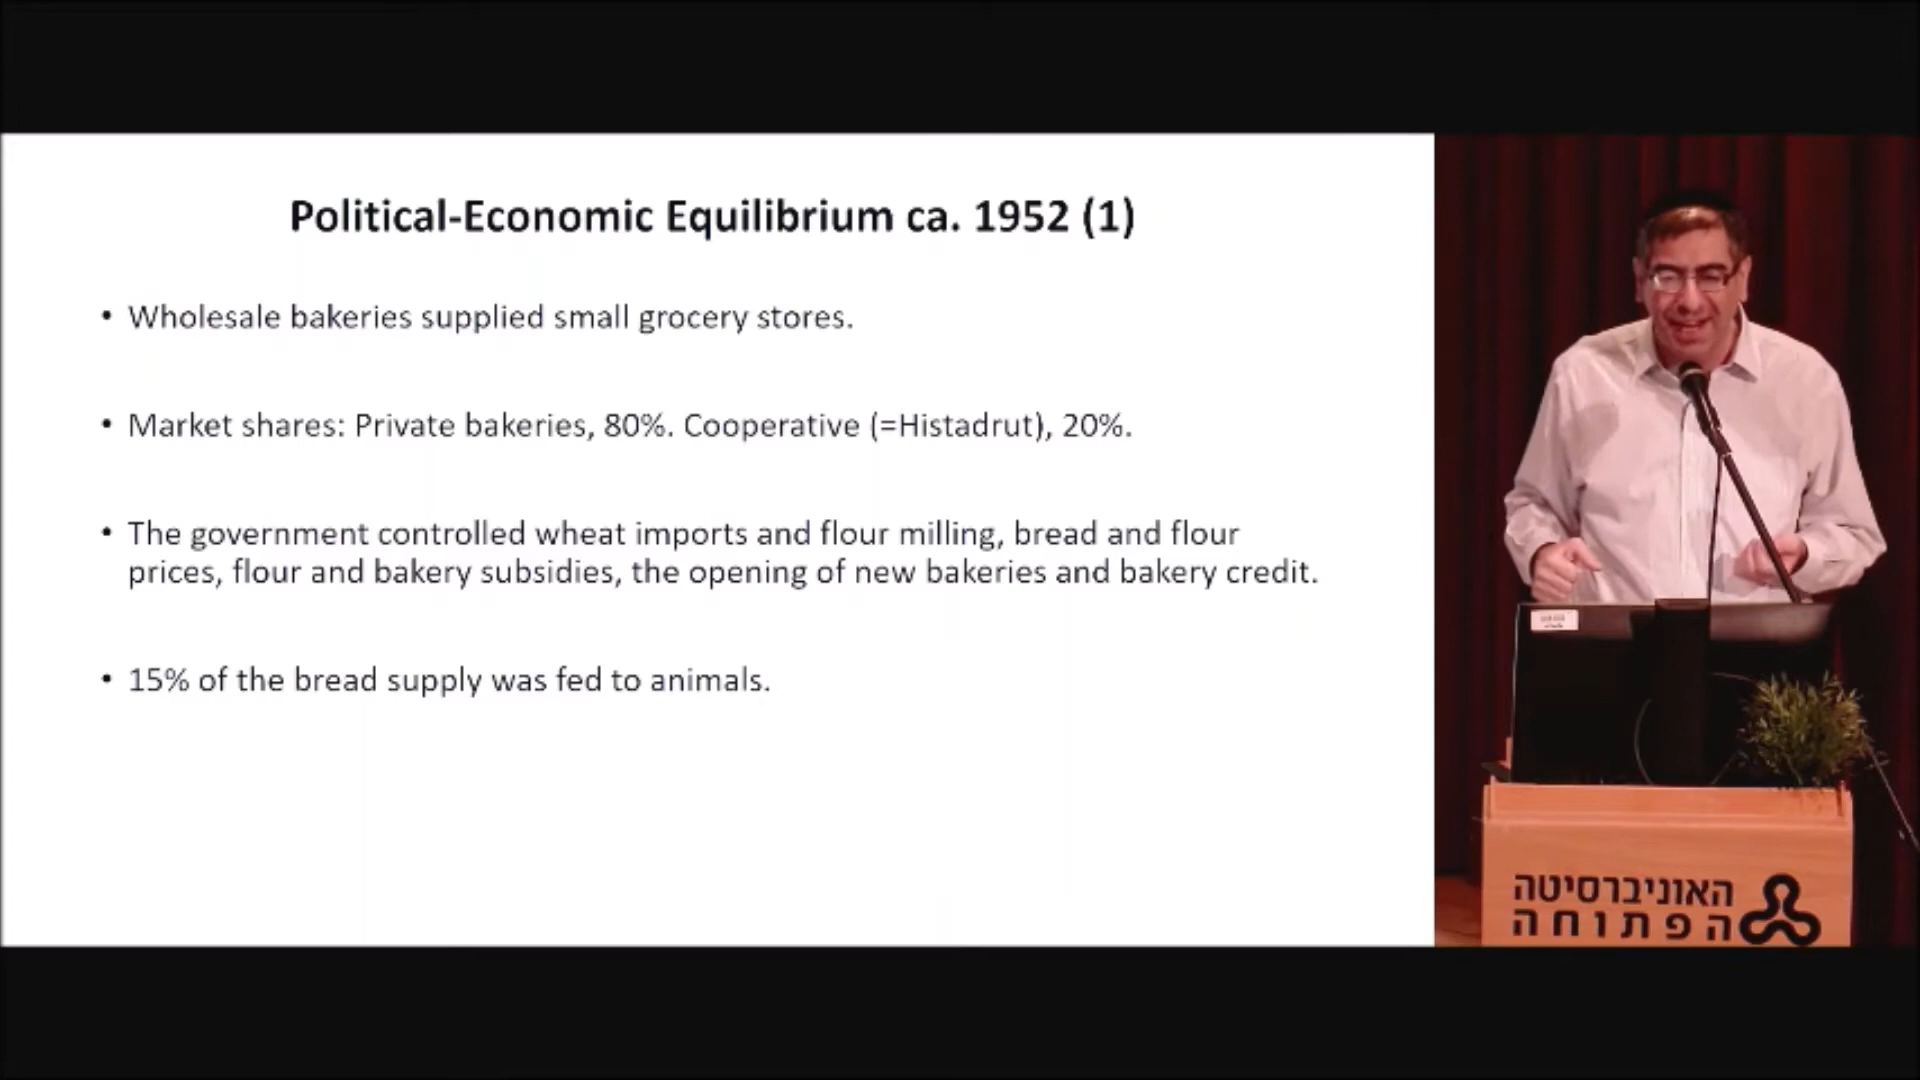 Political-Economic Equilibrium ca. 1952 (1)
• Wholesale bakeries supplied small grocery stores.
• Market shares: Private bakeries, 80%. Cooperative (=Histadrut), 20%.
• The government controlled wheat imports and flour milling, bread and flour
prices, flour and bakery subsidies, the opening of new bakeries and bakery credit.
• 15% of the bread supply was fed to animals.
האוניברסיטה
הפתוחה